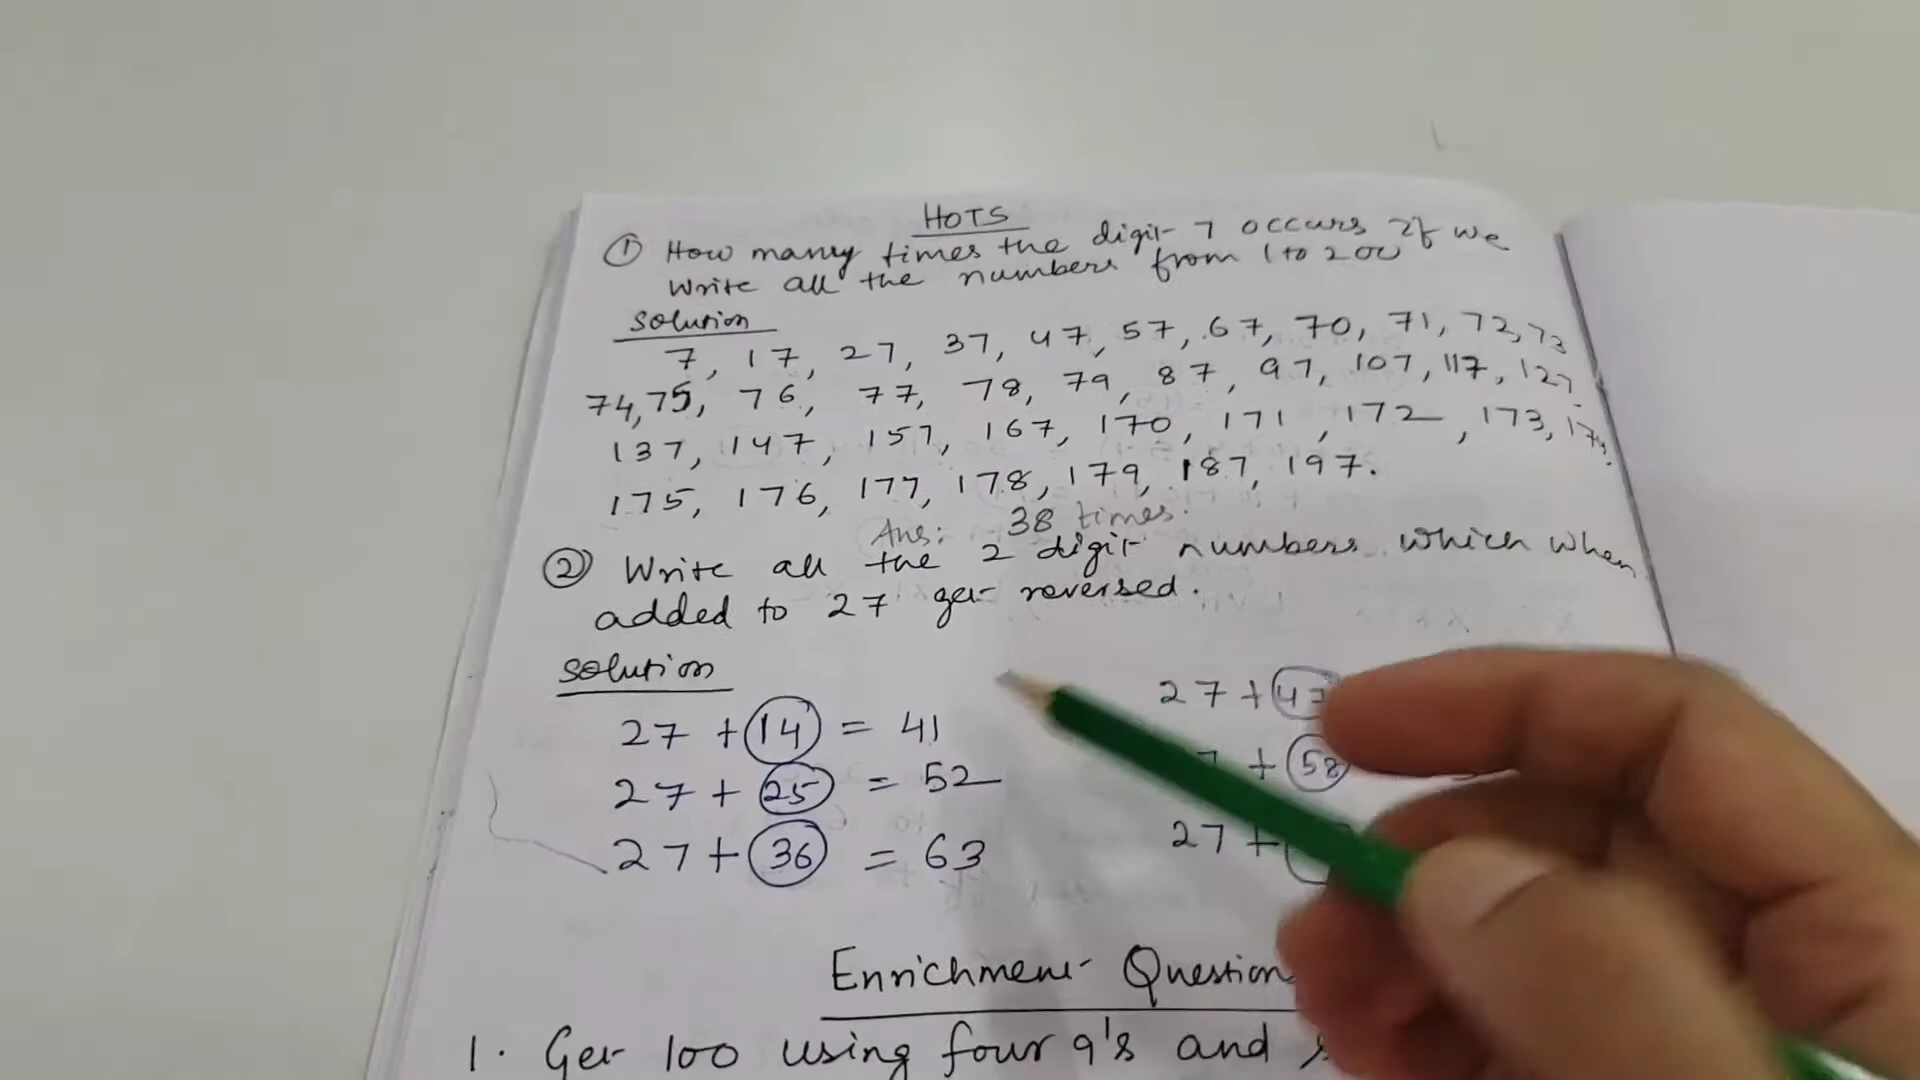 HOTS
① How many times the digit 7 occurs if we
write all the numbers from 1 to 200
Solution
7, 17, 27, 37, 47, 57, 67, 70, 71, 72, 73
74, 75, 76, 77, 78, 79, 87, 97, 107, 117, 127
137, 147, 157, 167, 170, 171, 172, 173, 174
175, 176, 177, 178, 179, 187, 197.
Ans: 38 times.
② Write all the 2 digit numbers which when
added to 27 get reversed.
Solution
27 + 14 = 41
27 + 25 = 52
27 + 36 = 63
27 + 47
7 + 58
27 +
Enrichment Question
1. Get 100 using four 9's and